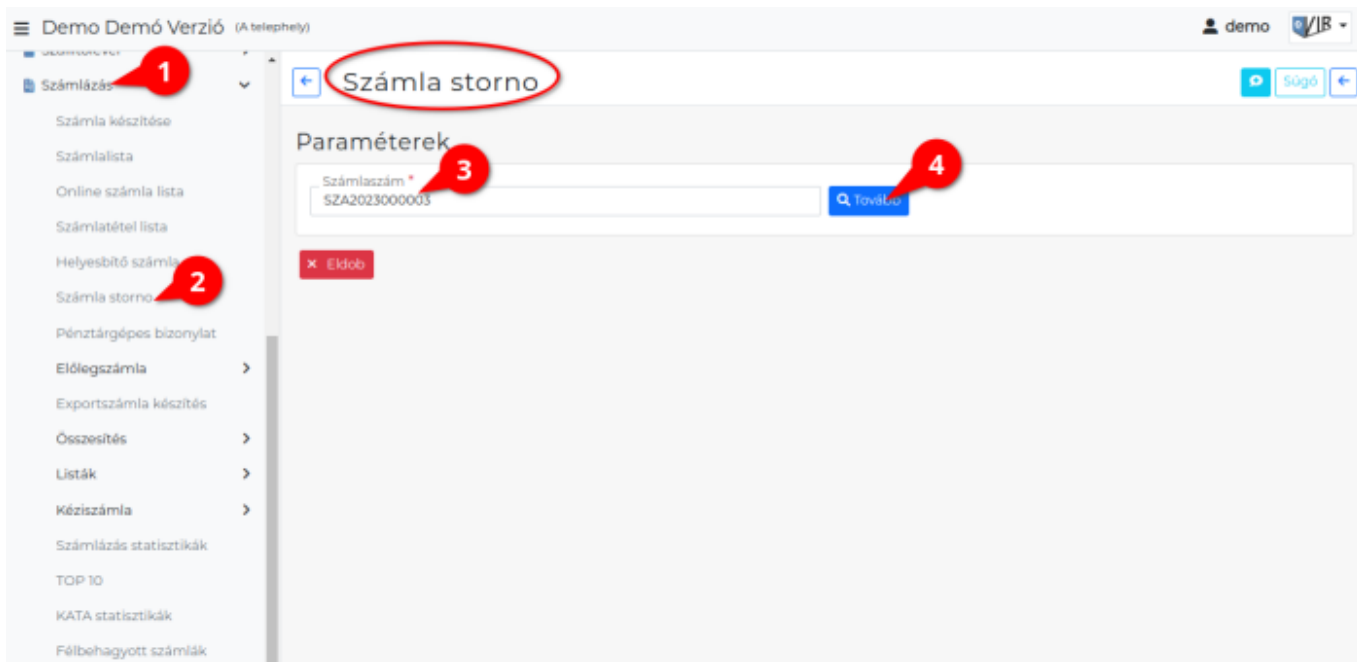 Demo Demó Verzió (A telephely)
demo
VIR
Számlázás
1
Számla készítése
Számlalista
Online számla lista
Számlatétel lista
Helyesbítő számla
Számla storno
2
Pénztárgépes bizonylat
Előlegszámla
Exportszámla készítés
Összesítés
Listák
Kéziszámla
Számlázás statisztikák
TOP 10
KATA statisztikák
Félbehagyott számlák
Számla storno
Súgó
Paraméterek
Számlaszám *
3
SZA2023000003
4
Tovább
× Eldob